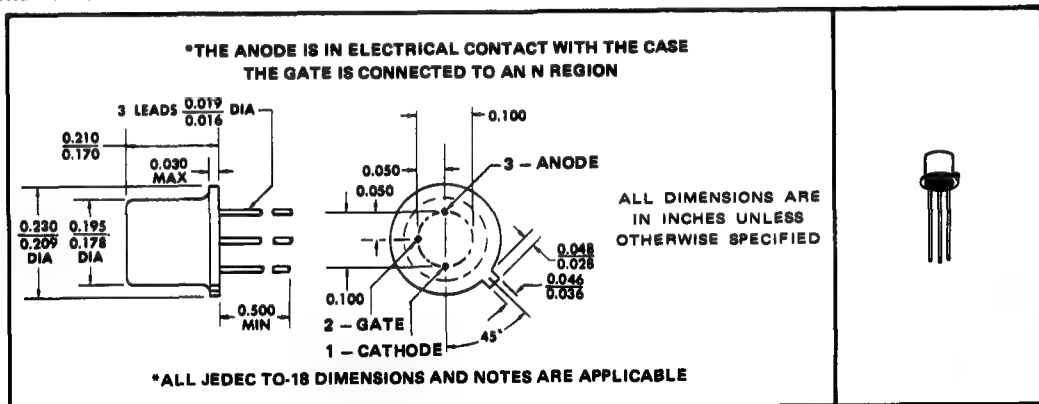 *THE ANODE IS IN ELECTRICAL CONTACT WITH THE CASE
THE GATE IS CONNECTED TO AN N REGION
3 LEADS 0.019 DIA
0.016
0.210
0.170
0.030
MAX
0.230
0.209
DIA
0.195
0.178
DIA
0.500
MIN
0.100
0.050
0.050
3 – ANODE
0.100
2 – GATE
1 – CATHODE
45°
0.048
0.028
0.046
0.036
ALL DIMENSIONS ARE
IN INCHES UNLESS
OTHERWISE SPECIFIED
*ALL JEDEC TO-18 DIMENSIONS AND NOTES ARE APPLICABLE